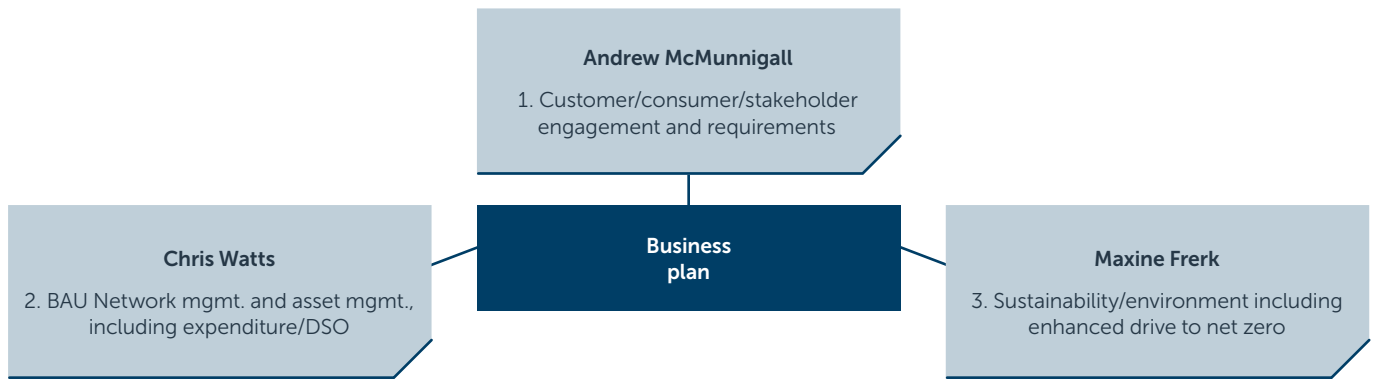 Andrew McMunnigall
1. Customer/consumer/stakeholder
engagement and requirements
Business
plan
Chris Watts
2. BAU Network mgmt. and asset mgmt.,
including expenditure/DSO
Maxine Frerk
3. Sustainability/environment including
enhanced drive to net zero